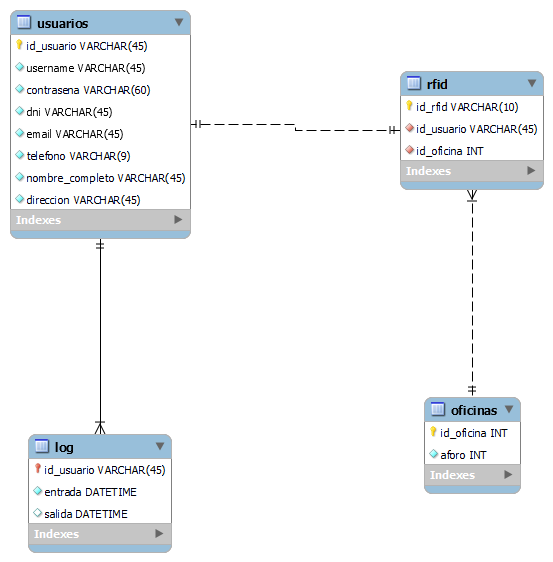 usuarios
id_usuario VARCHAR(45)
username VARCHAR(45)
contrasena VARCHAR(60)
dni VARCHAR(45)
email VARCHAR(45)
telefono VARCHAR(9)
nombre_completo VARCHAR(45)
direccion VARCHAR(45)
Indexes
rfid
id_rfid VARCHAR(10)
id_usuario VARCHAR(45)
id_oficina INT
Indexes
log
id_usuario VARCHAR(45)
entrada DATETIME
salida DATETIME
Indexes
oficinas
id_oficina INT
aforo INT
Indexes